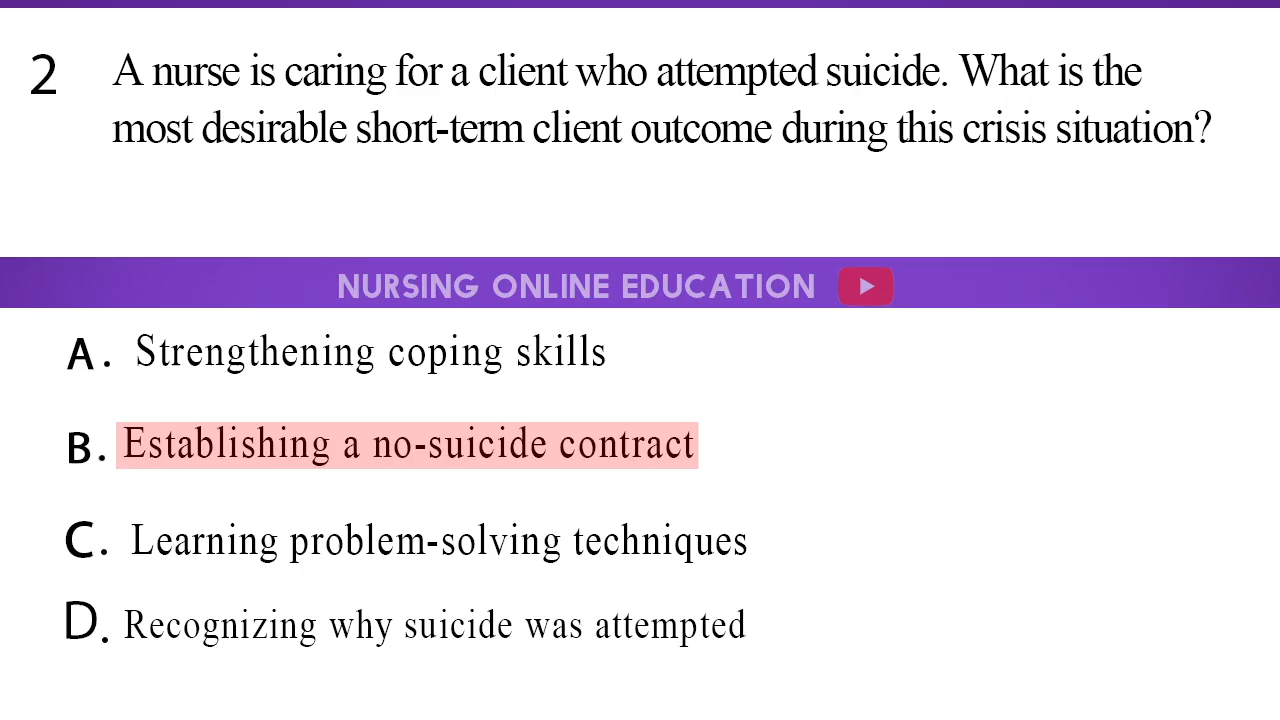 2 A nurse is caring for a client who attempted suicide. What is the
most desirable short-term client outcome during this crisis situation?
NURSING ONLINE EDUCATION
A. Strengthening coping skills
B. Establishing a no-suicide contract
C. Learning problem-solving techniques
D. Recognizing why suicide was attempted